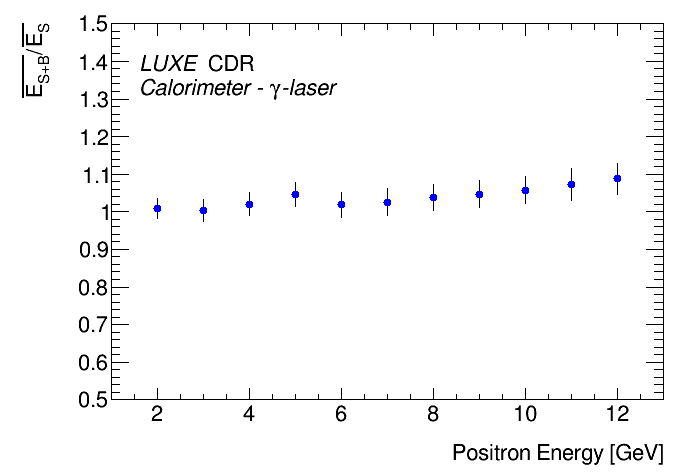 E_{S+B}/E_S
1.5
1.4
1.3
1.2
1.1
1
0.9
0.8
0.7
0.6
0.5
LUXE CDR
Calorimeter - γ-laser
2 4 6 8 10 12
Positron Energy [GeV]